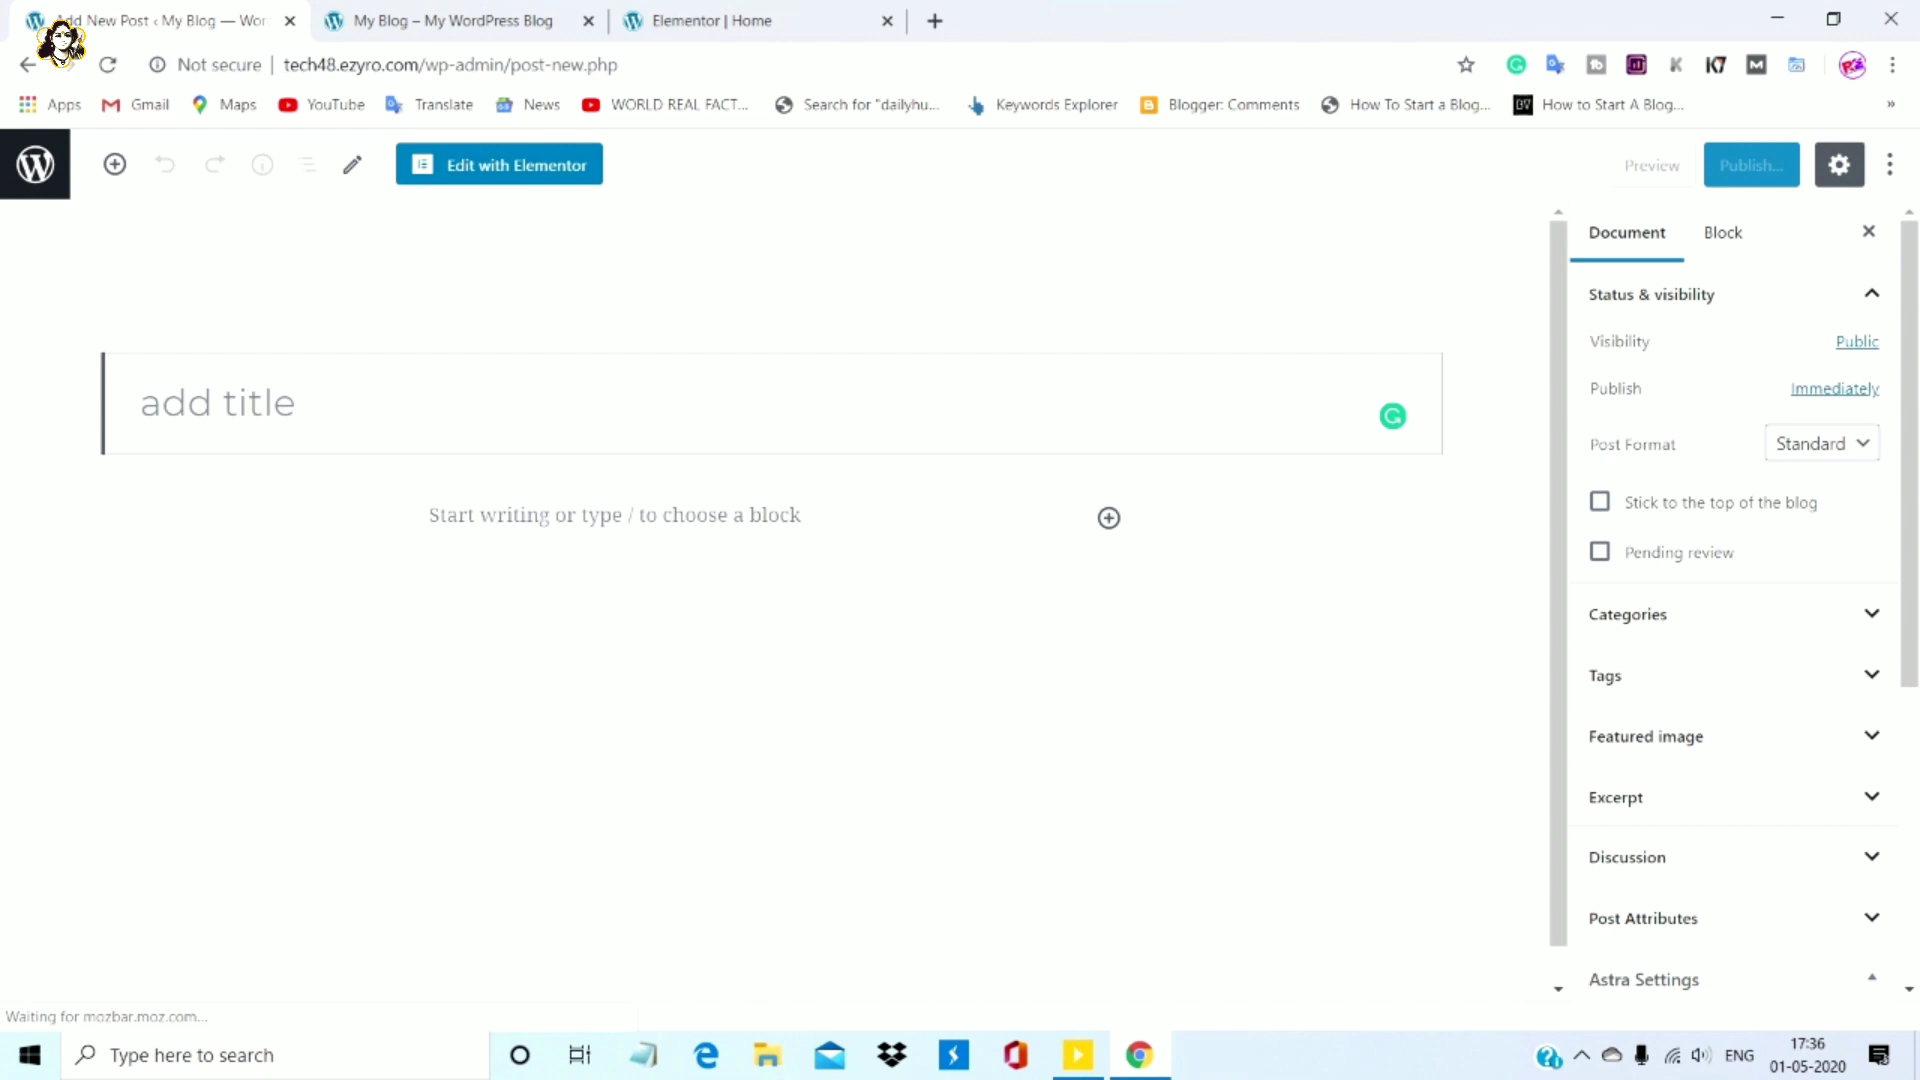 Add New Post ‹ My Blog — Wor
My Blog – My WordPress Blog
Elementor | Home
Not secure
tech48.ezyro.com/wp-admin/post-new.php
Apps
Gmail
Maps
YouTube
Translate
News
WORLD REAL FACT...
Search for "dailyhu...
Keywords Explorer
Blogger: Comments
How To Start a Blog...
How to Start A Blog...
»
Edit with Elementor
Preview
Publish...
Document
Block
Status & visibility
Visibility
Public
Publish
Immediately
Post Format
Standard
Stick to the top of the blog
Pending review
Categories
Tags
Featured image
Excerpt
Discussion
Post Attributes
Astra Settings
add title
Start writing or type / to choose a block
Waiting for mozbar.moz.com...
Type here to search
ENG
17:36
01-05-2020